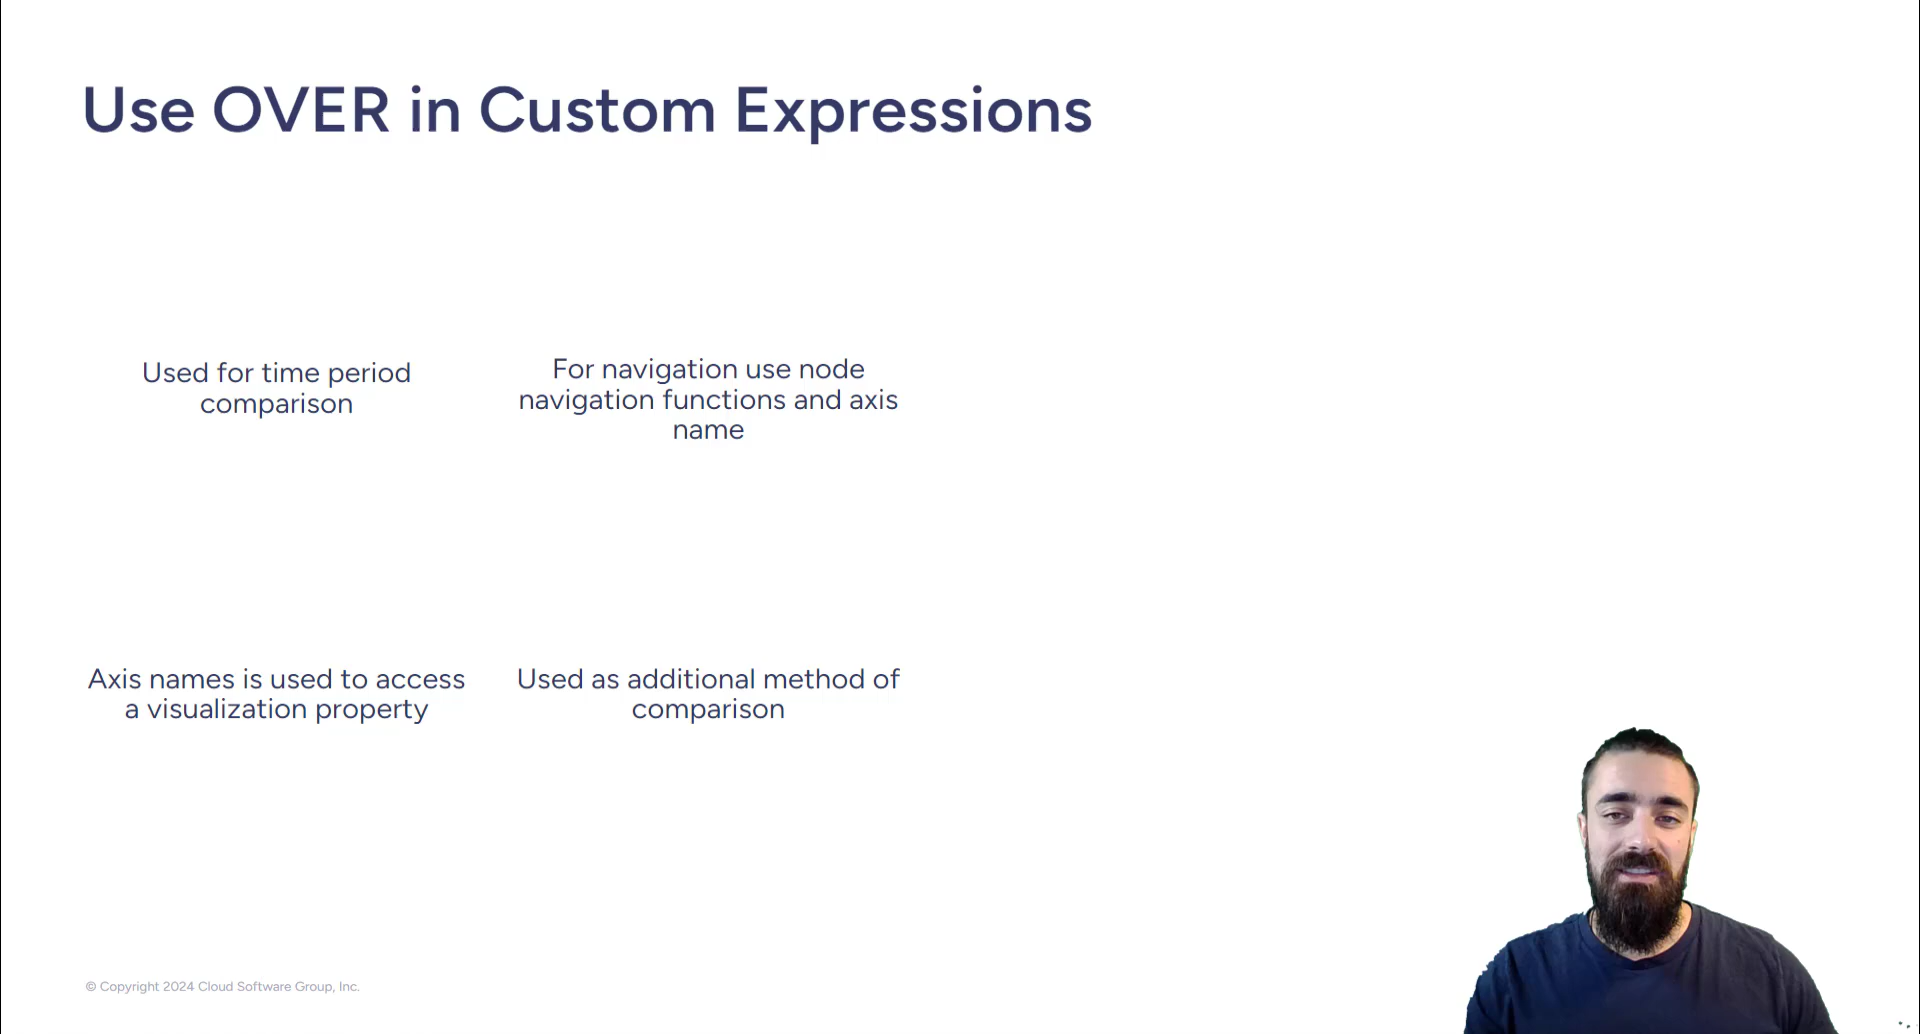 Use OVER in Custom Expressions
Used for time period
comparison
For navigation use node
navigation functions and axis
name
Axis names is used to access
a visualization property
Used as additional method of
comparison
© Copyright 2024 Cloud Software Group, Inc.